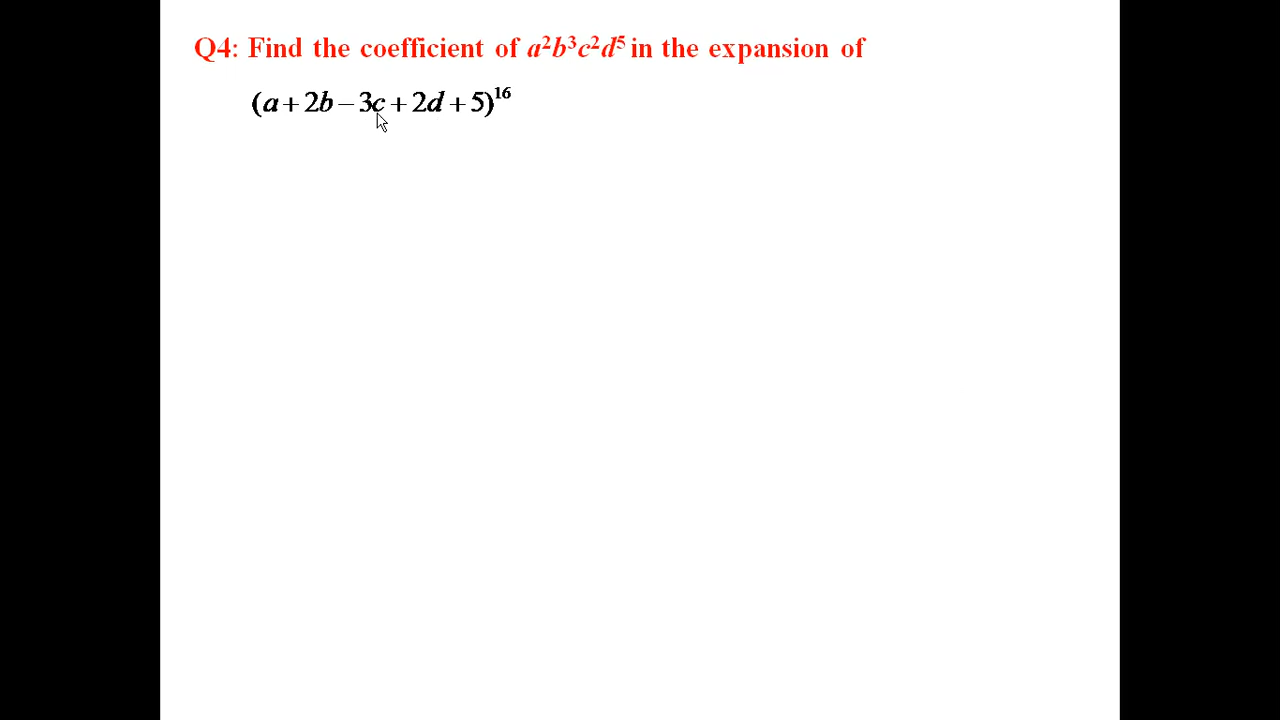 Q4: Find the coefficient of a²b³c²d⁵ in the expansion of
(a + 2b − 3c + 2d + 5)¹⁶